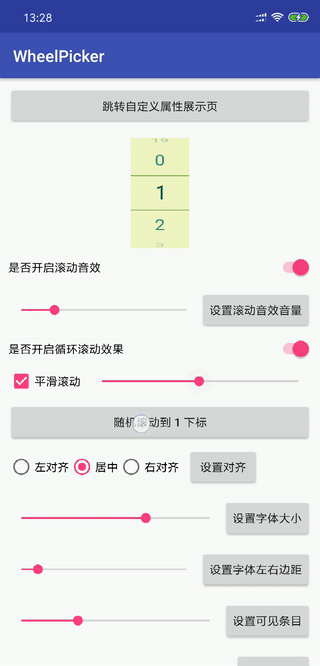 13:28
WheelPicker
跳转自定义属性展示页
0
1
2
是否开启滚动音效
设置滚动音效音量
是否开启循环滚动效果
平滑滚动
随机滚动到 1 下标
左对齐 居中 右对齐 设置对齐
设置字体大小
设置字体左右边距
设置可见条目